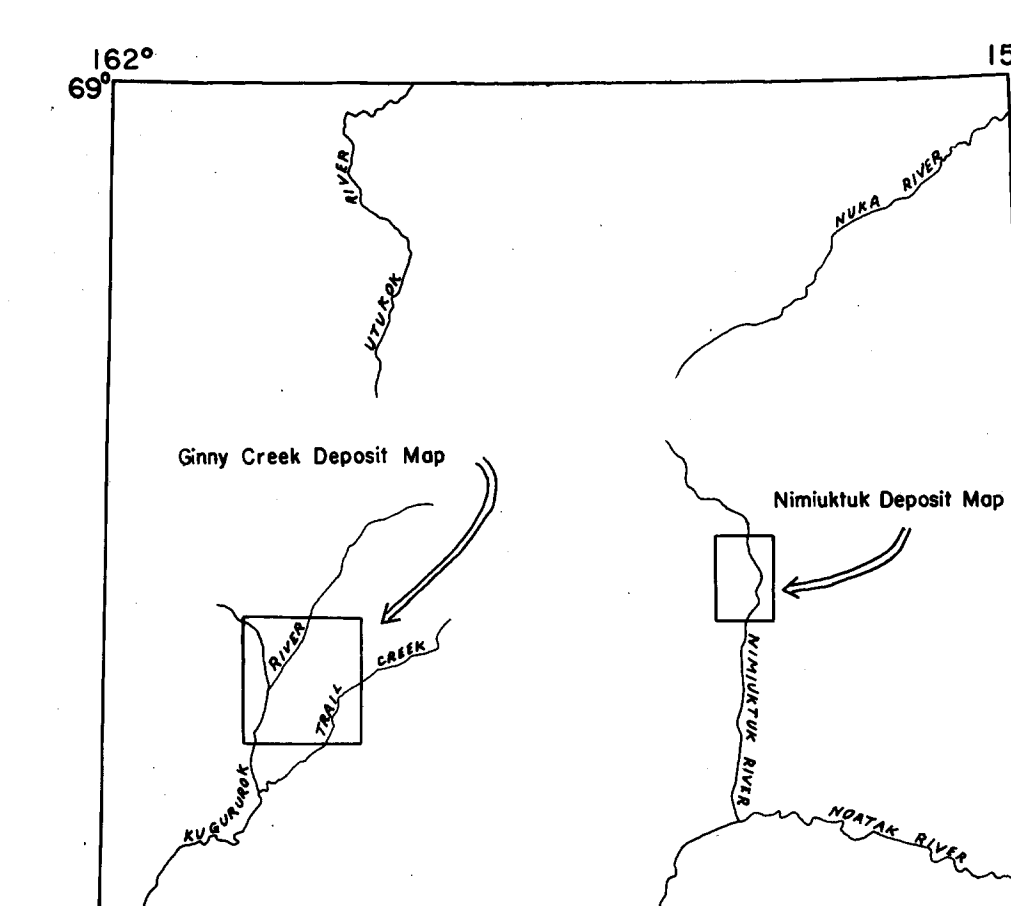 162°
15
69°
RIVER
UTUKOK
NUKA RIVER
Ginny Creek Deposit Map
Nimiuktuk Deposit Map
RIVER
CREEK
TRAIL
KUGURUROK
NIMIUKTUK RIVER
NOATAK RIVER